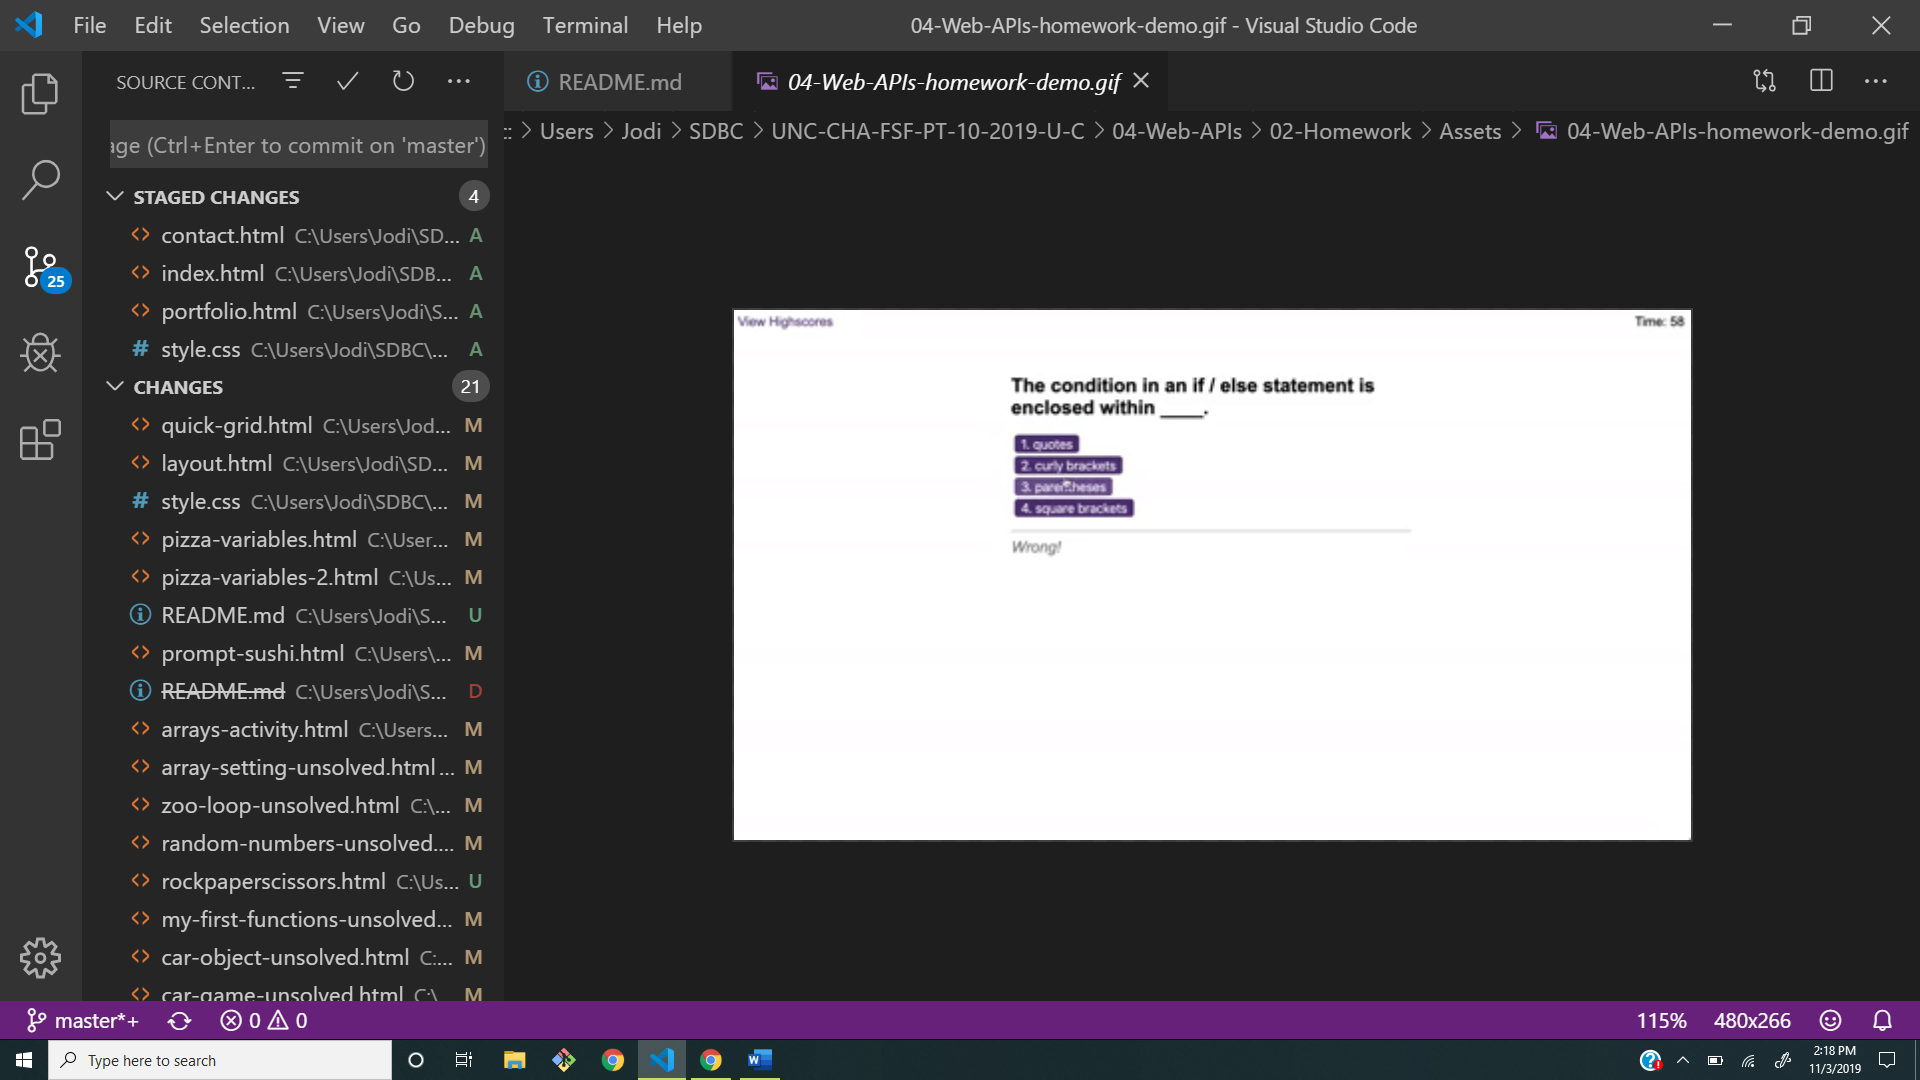 File Edit Selection View Go Debug Terminal Help
04-Web-APIs-homework-demo.gif - Visual Studio Code
SOURCE CONT...
README.md
04-Web-APIs-homework-demo.gif
Users > Jodi > SDBC > UNC-CHA-FSF-PT-10-2019-U-C > 04-Web-APIs > 02-Homework > Assets > 04-Web-APIs-homework-demo.gif
age (Ctrl+Enter to commit on 'master')
STAGED CHANGES 4
contact.html C:\Users\Jodi\SD... A
index.html C:\Users\Jodi\SDB... A
portfolio.html C:\Users\Jodi\S... A
# style.css C:\Users\Jodi\SDBC\... A
CHANGES 21
quick-grid.html C:\Users\Jod... M
layout.html C:\Users\Jodi\SD... M
# style.css C:\Users\Jodi\SDBC\... M
pizza-variables.html C:\User... M
pizza-variables-2.html C:\Us... M
README.md C:\Users\Jodi\S... U
prompt-sushi.html C:\Users\... M
README.md C:\Users\Jodi\S... D
arrays-activity.html C:\Users... M
array-setting-unsolved.html ... M
zoo-loop-unsolved.html C:\... M
random-numbers-unsolved.... M
rockpaperscissors.html C:\Us... U
my-first-functions-unsolved... M
car-object-unsolved.html C:... M
car-game-unsolved.html C:\ M
25
View Highscores
Time: 58
The condition in an if / else statement is
enclosed within ____.
1. quotes
2. curly brackets
3. parentheses
4. square brackets
Wrong!
master*+ 0 0
115% 480x266
Type here to search
2:18 PM
11/3/2019